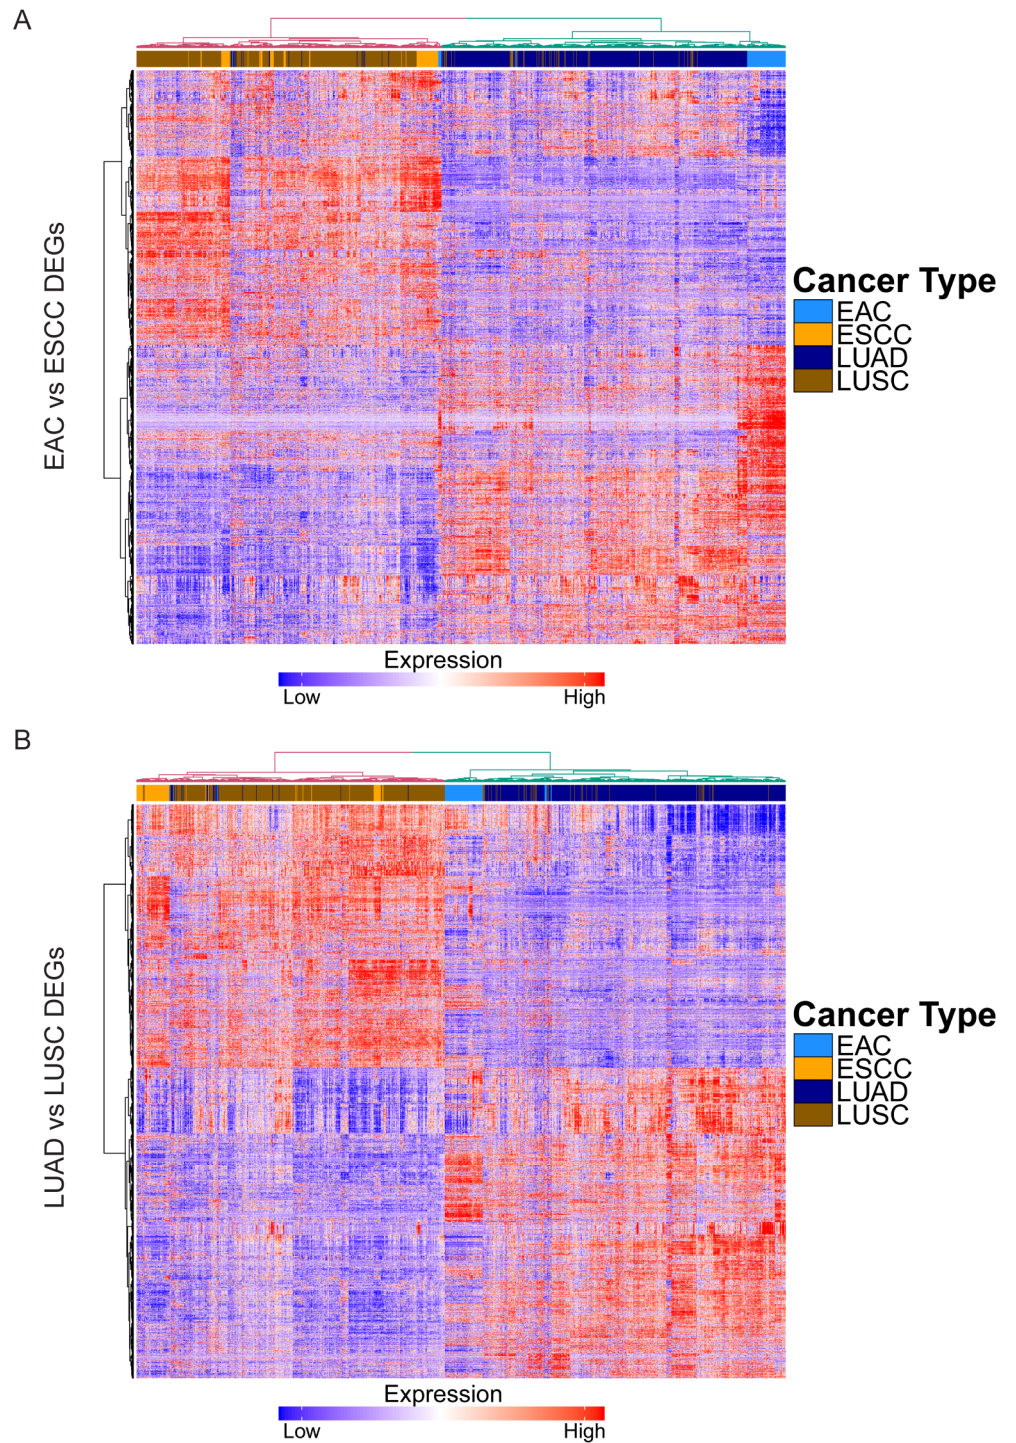 A
EAC vs ESCC DEGs
Cancer Type
EAC
ESCC
LUAD
LUSC
Expression
Low
High
B
LUAD vs LUSC DEGs
Cancer Type
EAC
ESCC
LUAD
LUSC
Expression
Low
High